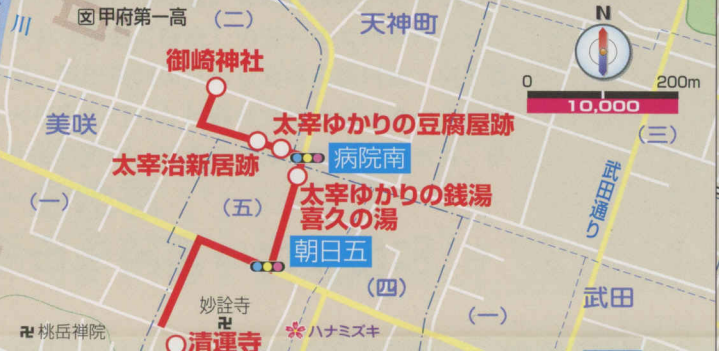 川
文 甲府第一高
(二)
天神町
N
御崎神社
0
200m
10,000
美咲
太宰ゆかりの豆腐屋跡
(三)
病院南
太宰治新居跡
武田通り
太宰ゆかりの銭湯
喜久の湯
(一)
(五)
朝日五
(四)
武田
妙詮寺
卍
(一)
卍 桃岳禅院
ハナミズキ
清運寺